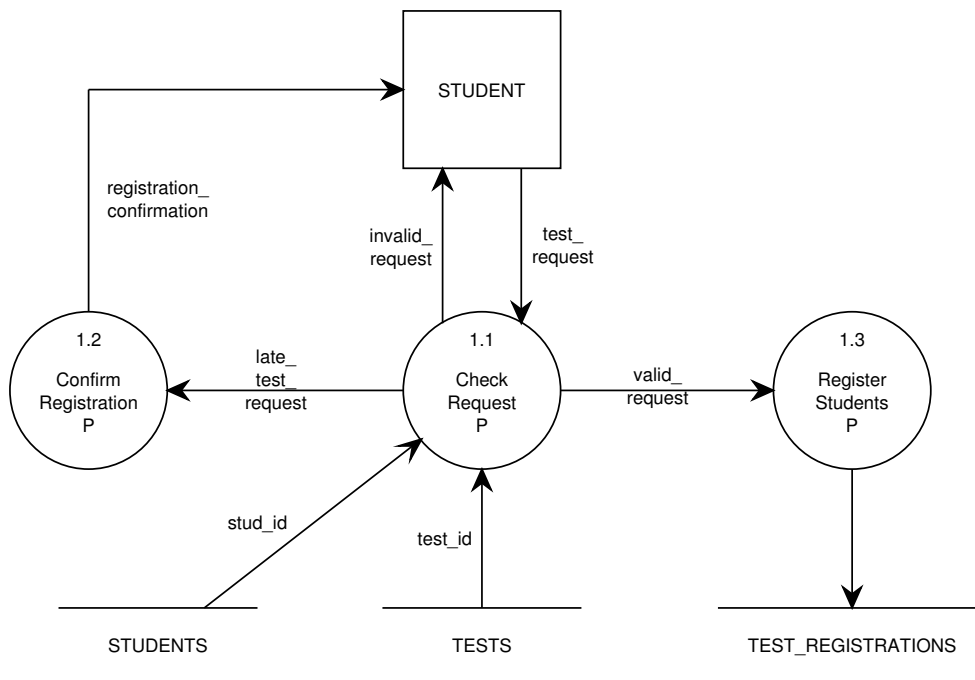 STUDENT
registration_
confirmation
invalid_
request
test_
request
1.2
Confirm
Registration
P
late_
test_
request
1.1
Check
Request
P
valid_
request
1.3
Register
Students
P
stud_id
test_id
STUDENTS
TESTS
TEST_REGISTRATIONS